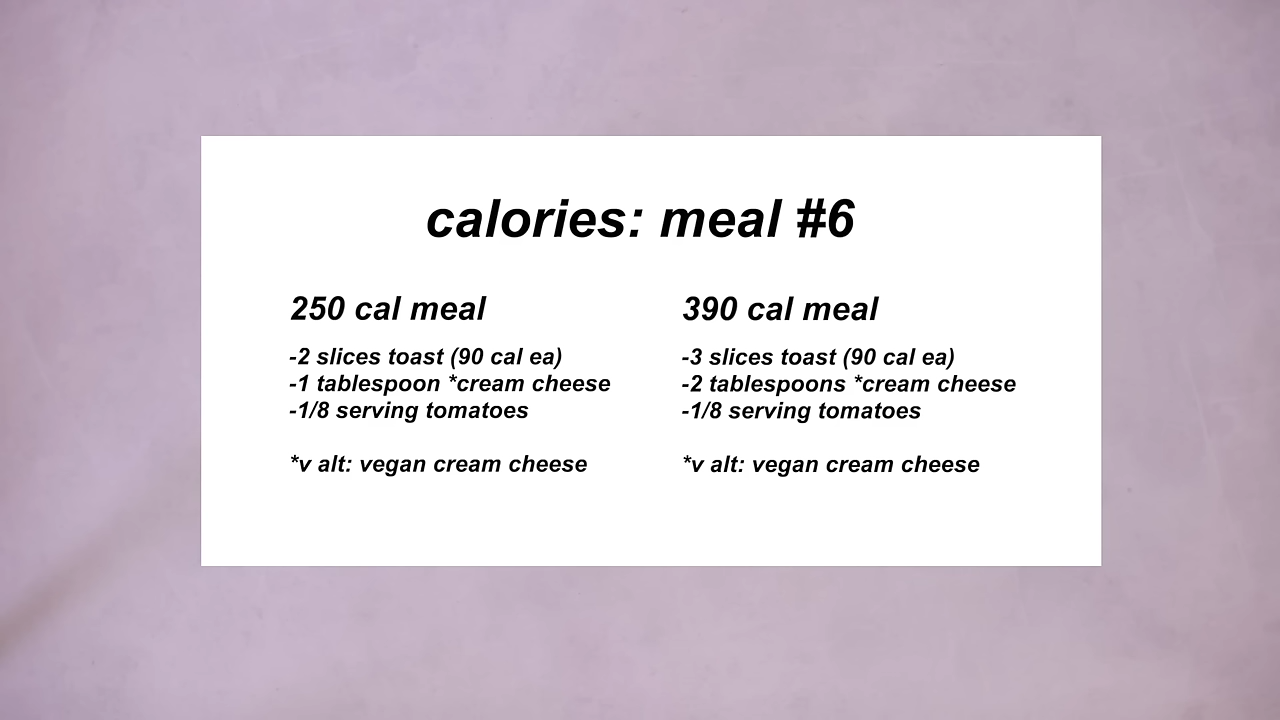 calories: meal #6
250 cal meal
-2 slices toast (90 cal ea)
-1 tablespoon *cream cheese
-1/8 serving tomatoes
*v alt: vegan cream cheese
390 cal meal
-3 slices toast (90 cal ea)
-2 tablespoons *cream cheese
-1/8 serving tomatoes
*v alt: vegan cream cheese